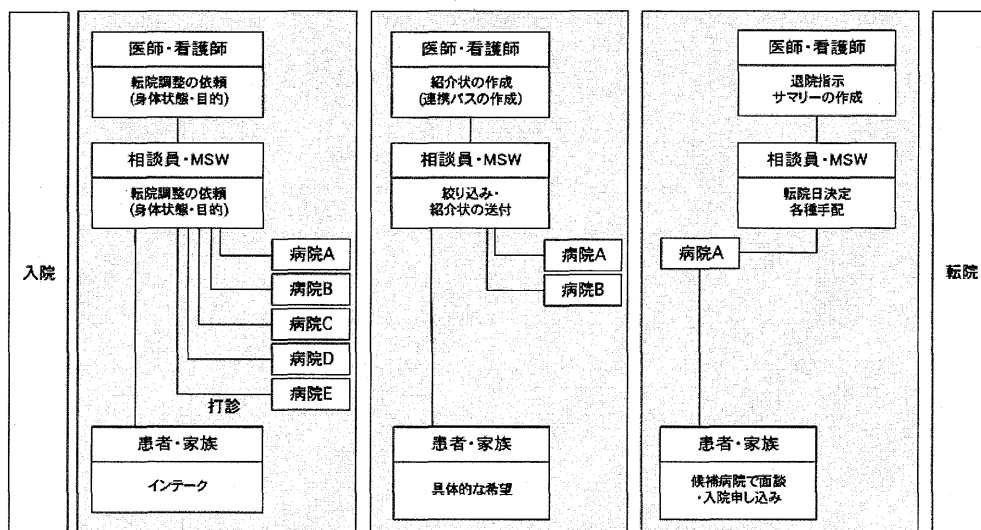 入院
医師・看護師
転院調整の依頼
(身体状態・目的)
相談員・MSW
転院調整の依頼
(身体状態・目的)
病院A
病院B
病院C
病院D
病院E
打診
患者・家族
インテーク
医師・看護師
紹介状の作成
(連携パスの作成)
相談員・MSW
絞り込み・
紹介状の送付
病院A
病院B
患者・家族
具体的な希望
医師・看護師
退院指示
サマリーの作成
相談員・MSW
転院日決定
各種手配
病院A
患者・家族
候補病院で面談
・入院申し込み
転院